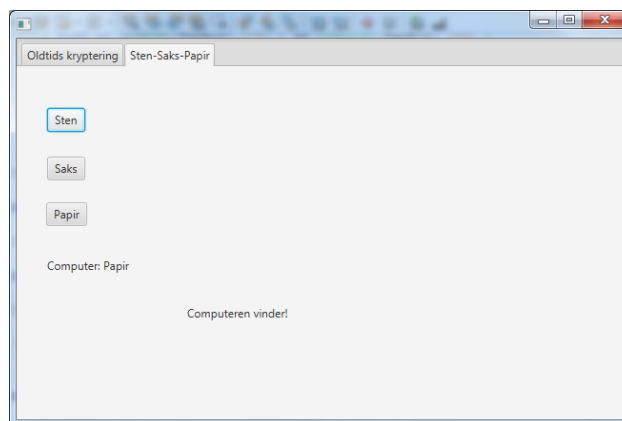 Oldtids kryptering Sten-Saks-Papir
Sten
Saks
Papir
Computer: Papir
Computeren vinder!